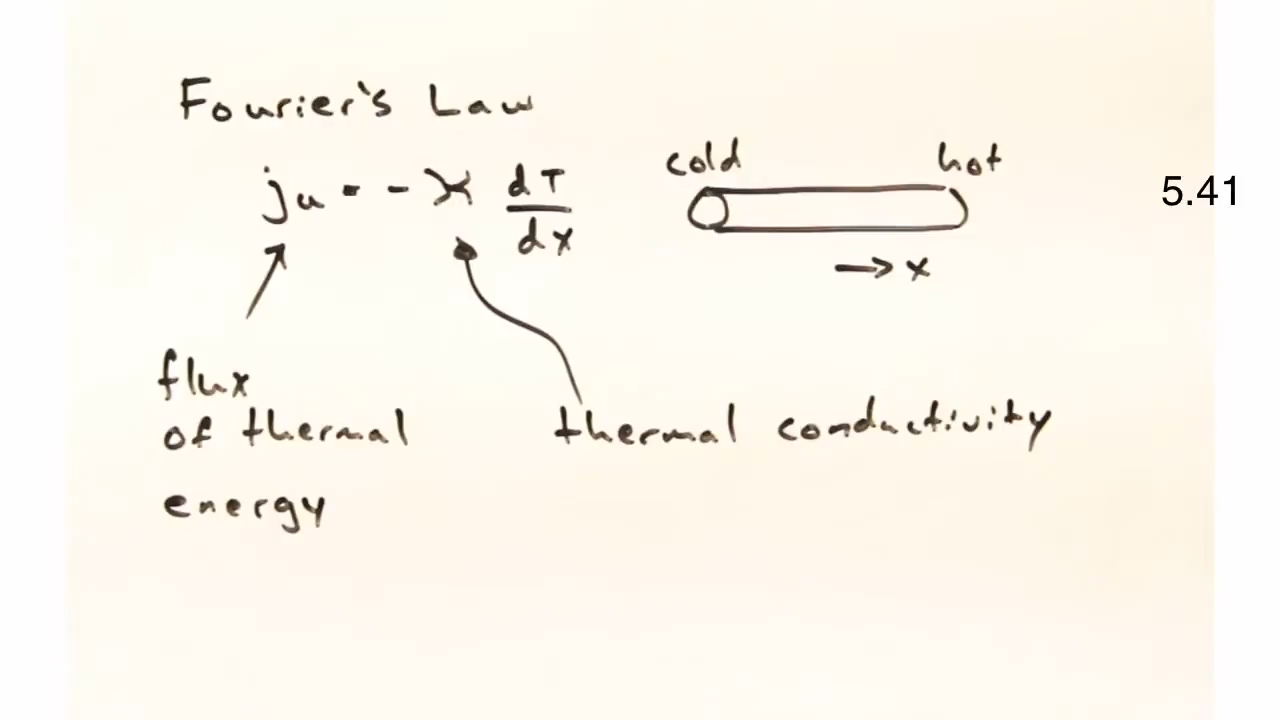 Fourier's Law
cold hot
ju = - K dT/dx
5.41
→ x
flux
of thermal
energy
thermal conductivity